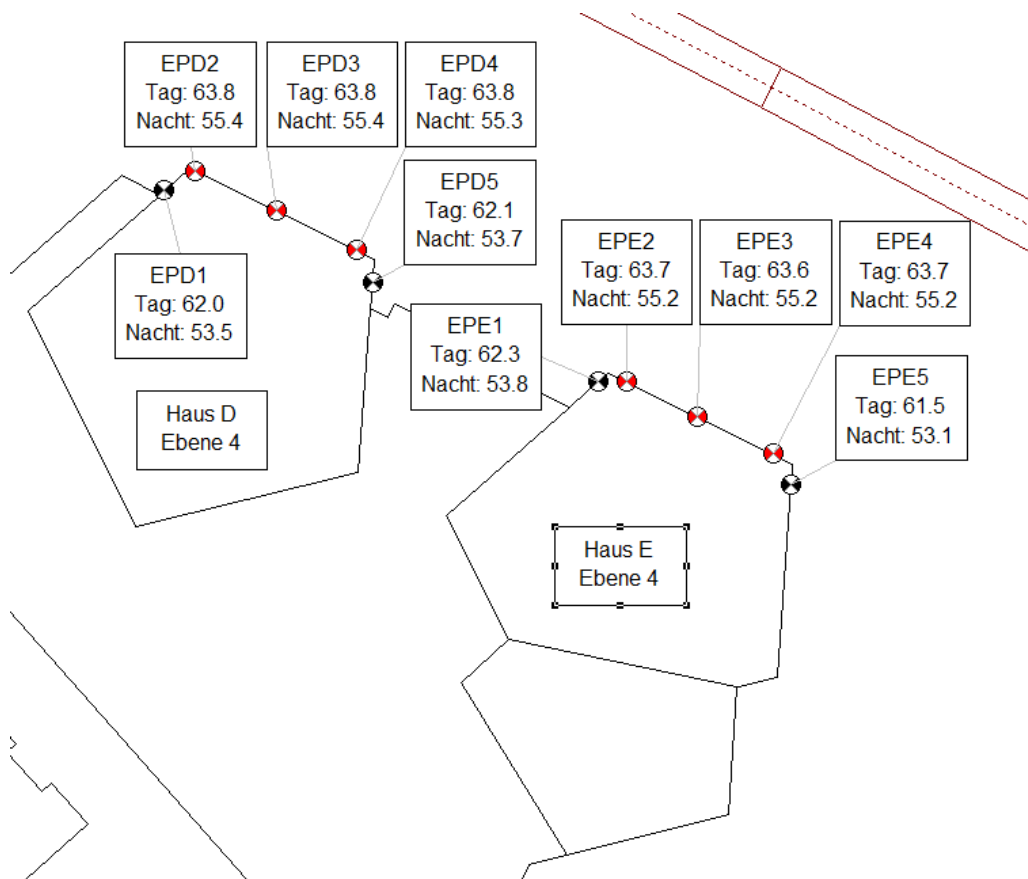 EPD2
Tag: 63.8
Nacht: 55.4
EPD3
Tag: 63.8
Nacht: 55.4
EPD4
Tag: 63.8
Nacht: 55.3
EPD5
Tag: 62.1
Nacht: 53.7
EPD1
Tag: 62.0
Nacht: 53.5
EPE2
Tag: 63.7
Nacht: 55.2
EPE3
Tag: 63.6
Nacht: 55.2
EPE4
Tag: 63.7
Nacht: 55.2
EPE1
Tag: 62.3
Nacht: 53.8
EPE5
Tag: 61.5
Nacht: 53.1
Haus D
Ebene 4
Haus E
Ebene 4